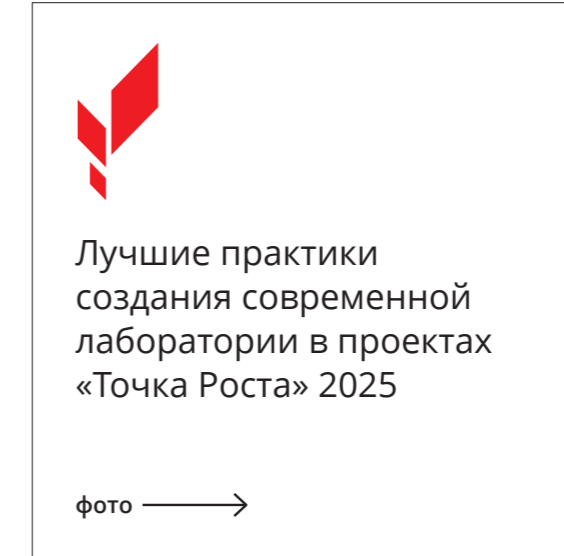 Лучшие практики
создания современной
лаборатории в проектах
«Точка Роста» 2025
фото